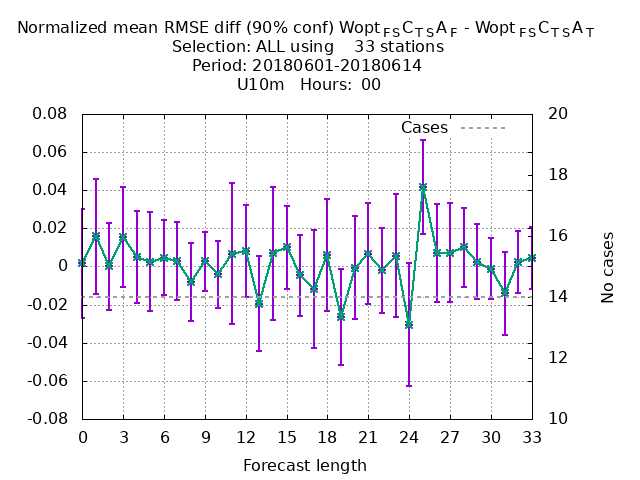 Normalized mean RMSE diff (90% conf) Wopt FS C TS A F - Wopt FS C TS A T
Selection: ALL using 33 stations
Period: 20180601-20180614
U10m Hours: 00
Cases
0.08
0.06
0.04
0.02
0
-0.02
-0.04
-0.06
-0.08
20
18
16
14
12
10
No cases
0 3 6 9 12 15 18 21 24 27 30 33
Forecast length